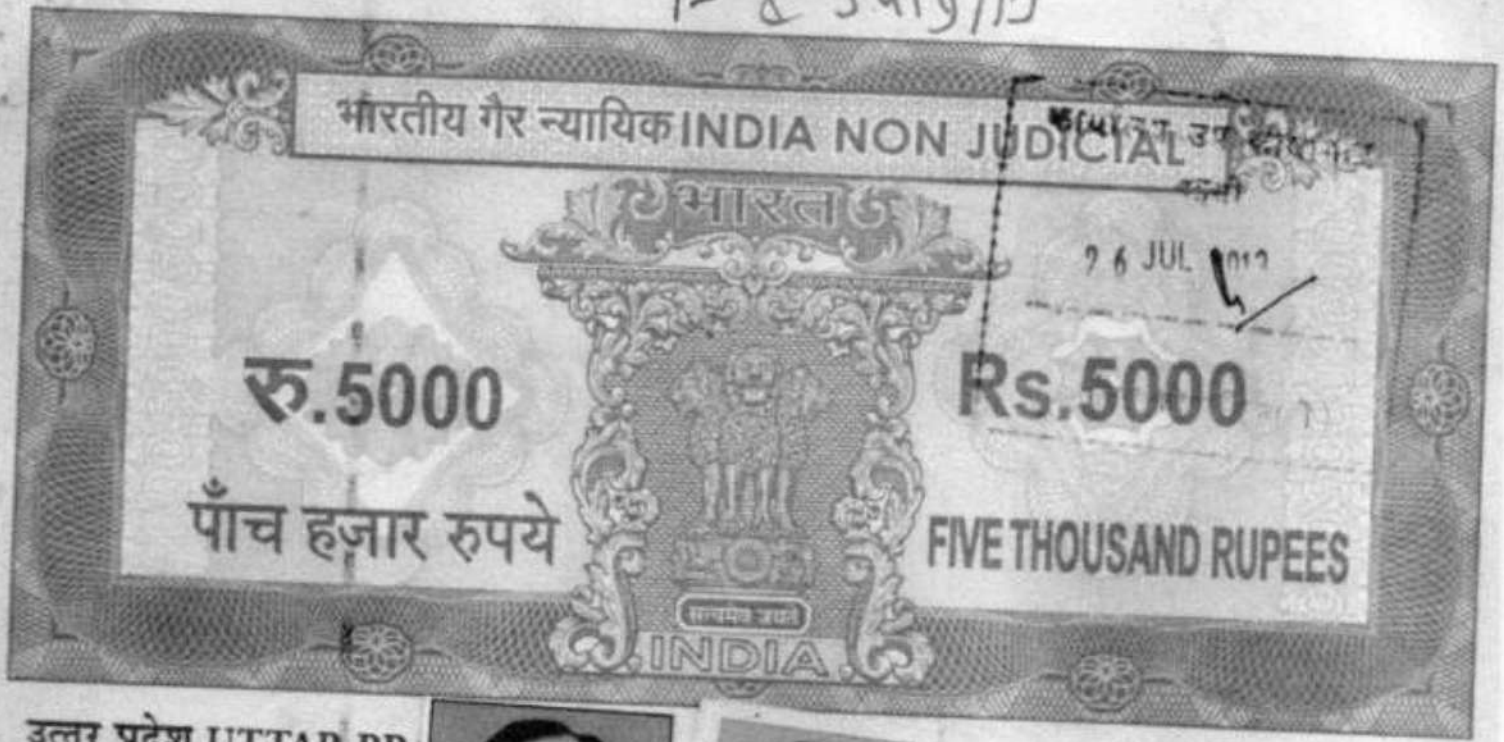 भारतीय गैर न्यायिक INDIA NON JUDICIAL
भारत
26 JUL
रु.5000
Rs.5000
पाँच हज़ार रुपये
FIVE THOUSAND RUPEES
सत्यमेव जयते
INDIA
उत्तर प्रदेश UTTAR